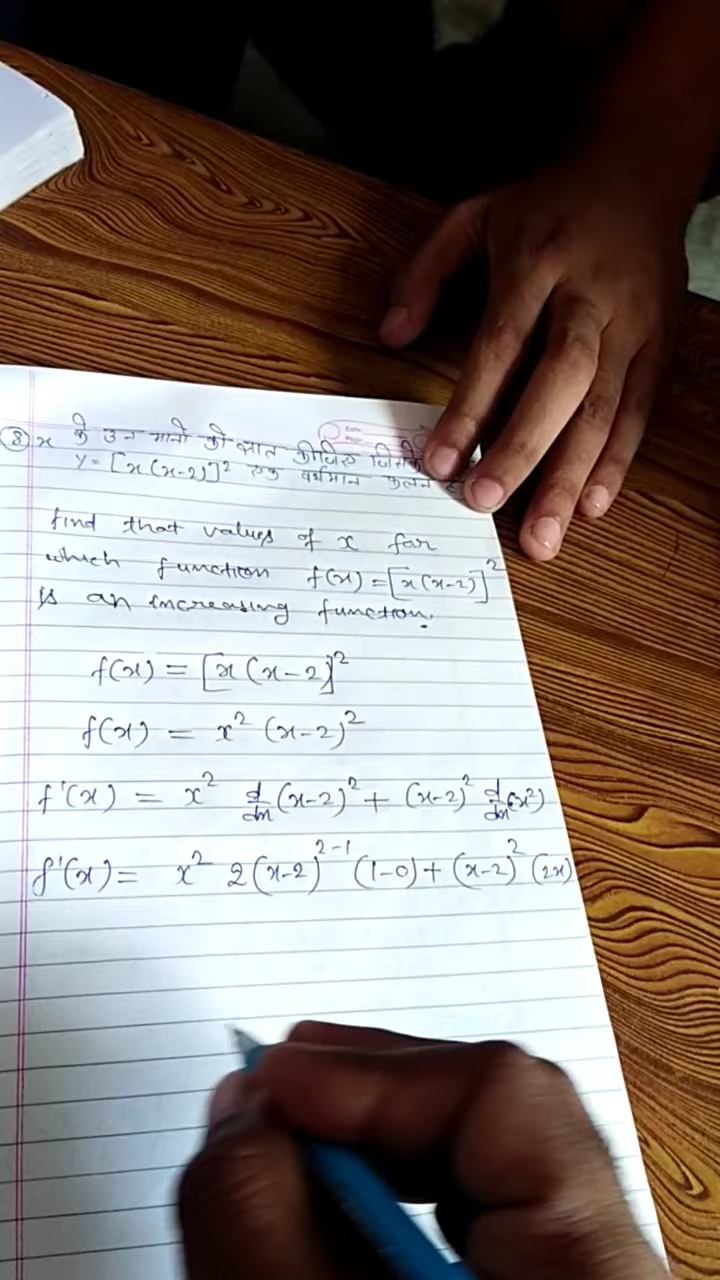 ⑧ x के उन मानों को ज्ञात कीजिए
y = [x(x-2)]² एक वर्धमान फलन
find that values of x for
which function f(x) = [x(x-2)]²
is an increasing function.
f(x) = [x(x-2)]²
f(x) = x² (x-2)²
f'(x) = x² d/dx (x-2)² + (x-2)² d/dx (x²)
f'(x) = x² 2(x-2)²⁻¹ (1-0) + (x-2)² (2x)